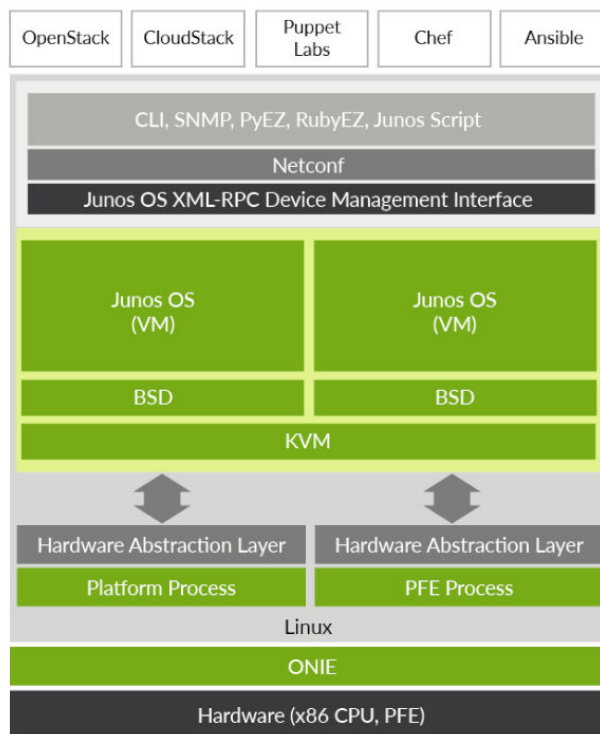 OpenStack
CloudStack
Puppet
Labs
Chef
Ansible
CLI, SNMP, PyEZ, RubyEZ, Junos Script
Netconf
Junos OS XML-RPC Device Management Interface
Junos OS
(VM)
Junos OS
(VM)
BSD
BSD
KVM
Hardware Abstraction Layer
Hardware Abstraction Layer
Platform Process
PFE Process
Linux
ONIE
Hardware (x86 CPU, PFE)